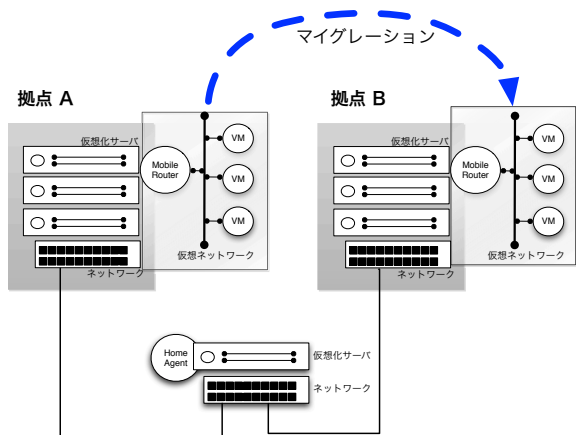 マイグレーション
拠点 A
仮想化サーバ
Mobile
Router
VM
VM
VM
仮想ネットワーク
ネットワーク
拠点 B
仮想化サーバ
Mobile
Router
VM
VM
VM
仮想ネットワーク
ネットワーク
Home
Agent
仮想化サーバ
ネットワーク